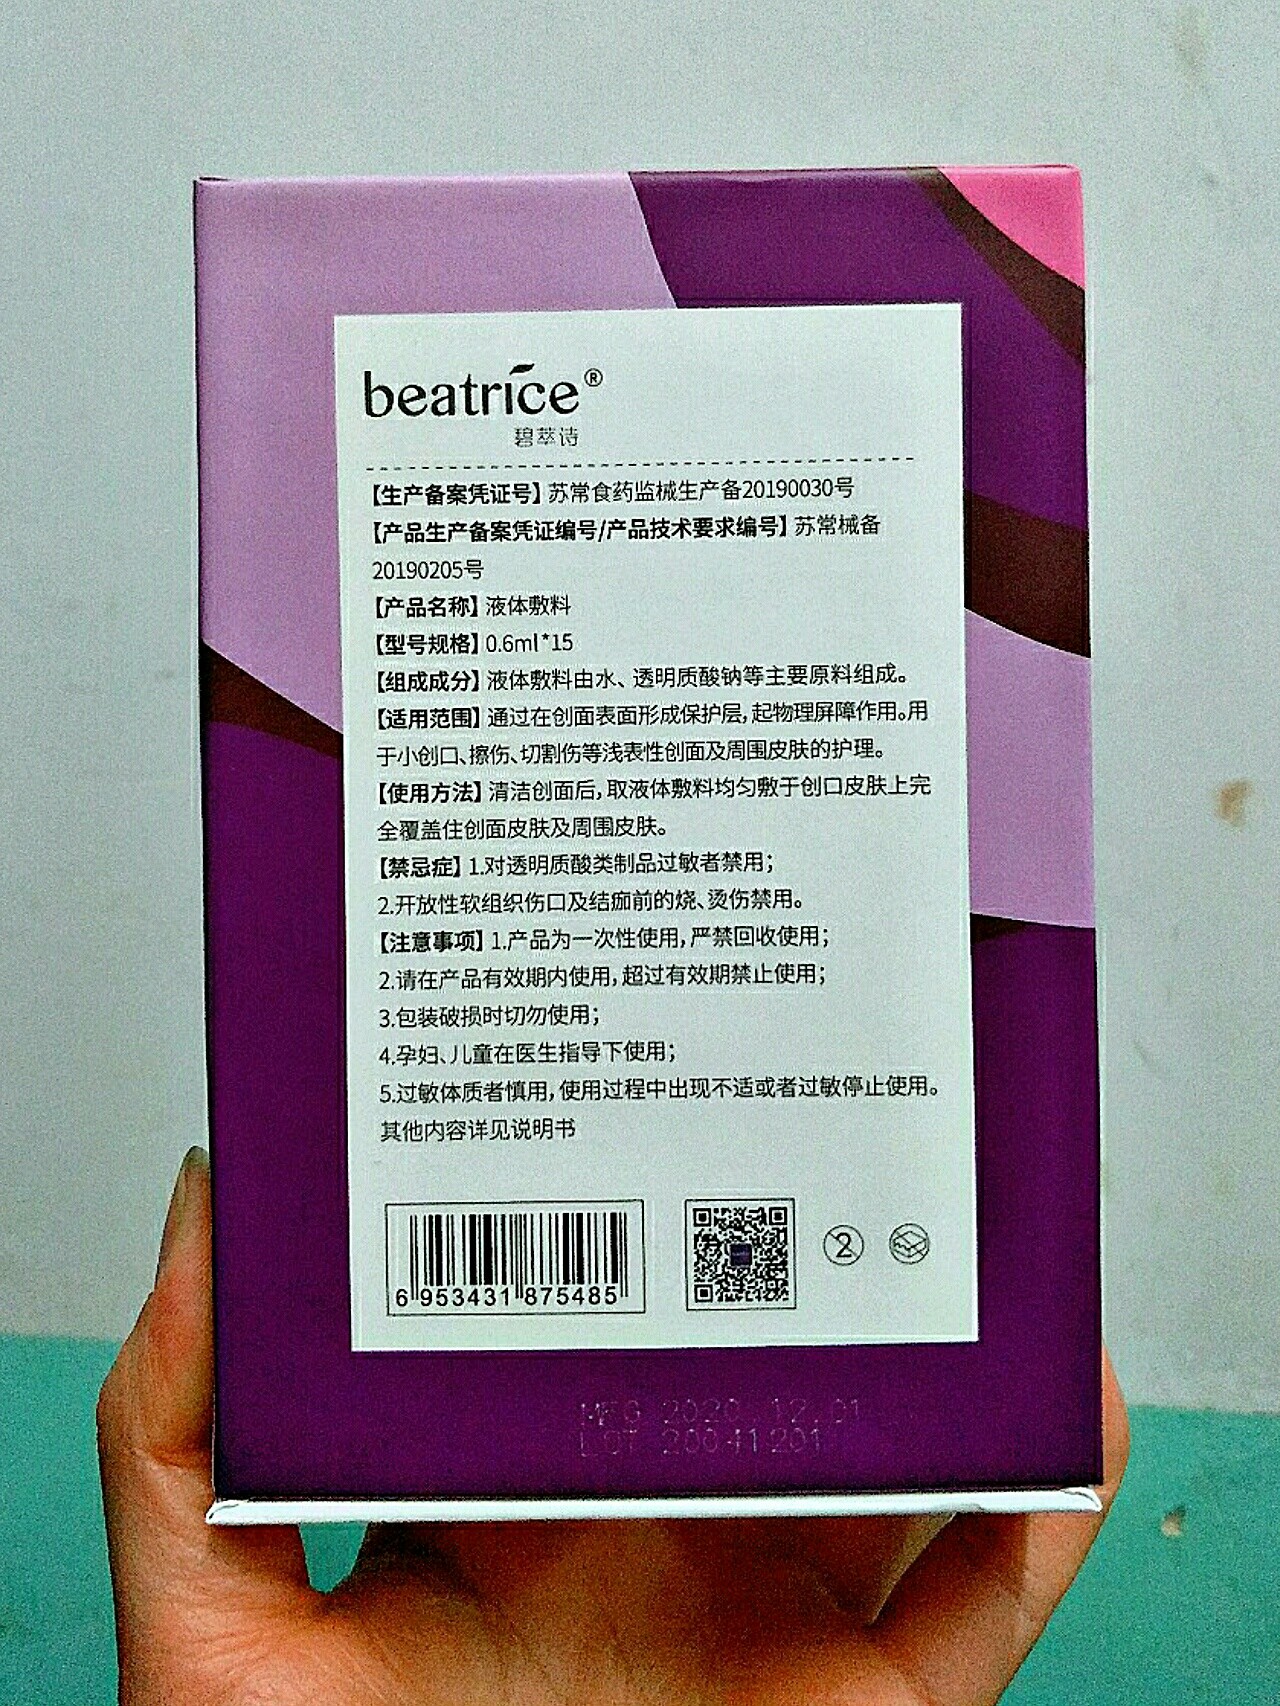 beatrice®
碧萃诗
【生产备案凭证号】苏常食药监械生产备20190030号
【产品生产备案凭证编号/产品技术要求编号】苏常械备
20190205号
【产品名称】液体敷料
【型号规格】0.6ml*15
【组成成分】液体敷料由水、透明质酸钠等主要原料组成。
【适用范围】通过在创面表面形成保护层,起物理屏障作用。用
于小创口、擦伤、切割伤等浅表性创面及周围皮肤的护理。
【使用方法】清洁创面后,取液体敷料均匀敷于创口皮肤上完
全覆盖住创面皮肤及周围皮肤。
【禁忌症】1.对透明质酸类制品过敏者禁用;
2.开放性软组织伤口及结痂前的烧、烫伤禁用。
【注意事项】1.产品为一次性使用,严禁回收使用;
2.请在产品有效期内使用,超过有效期禁止使用;
3.包装破损时切勿使用;
4.孕妇、儿童在医生指导下使用;
5.过敏体质者慎用,使用过程中出现不适或者过敏停止使用。
其他内容详见说明书
6 953431 875485
2
MFG 2020.12.01
LOT